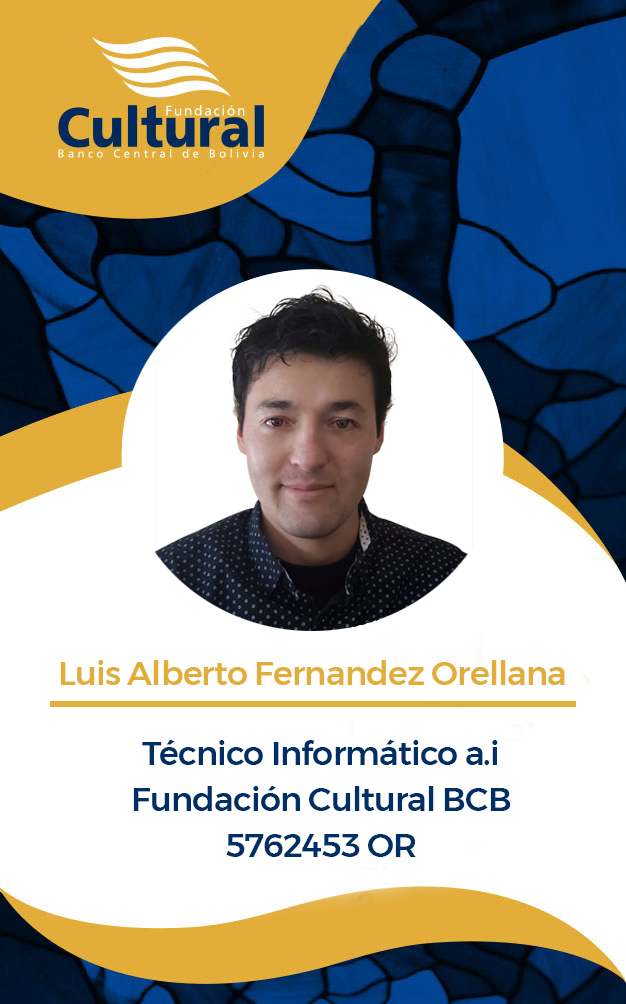 Fundación
Cultural
Banco Central de Bolivia
Luis Alberto Fernandez Orellana
Técnico Informático a.i
Fundación Cultural BCB
5762453 OR